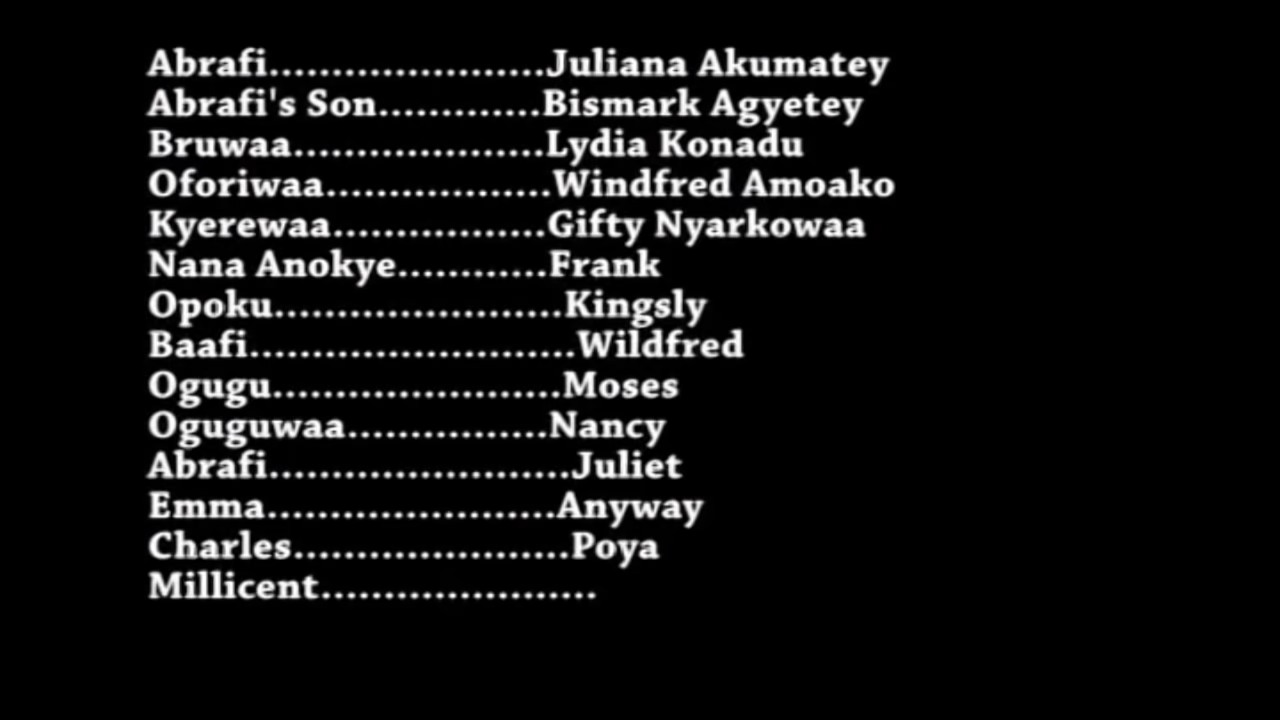 Abrafi......................Juliana Akumatey
Abrafi's Son.............Bismark Agyetey
Bruwaa....................Lydia Konadu
Oforiwaa..................Windfred Amoako
Kyerewaa.................Gifty Nyarkowaa
Nana Anokye............Frank
Opoku.......................Kingsly
Baafi..........................Wildfred
Ogugu.......................Moses
Oguguwaa................Nancy
Abrafi........................Juliet
Emma.......................Anyway
Charles......................Poya
Millicent......................